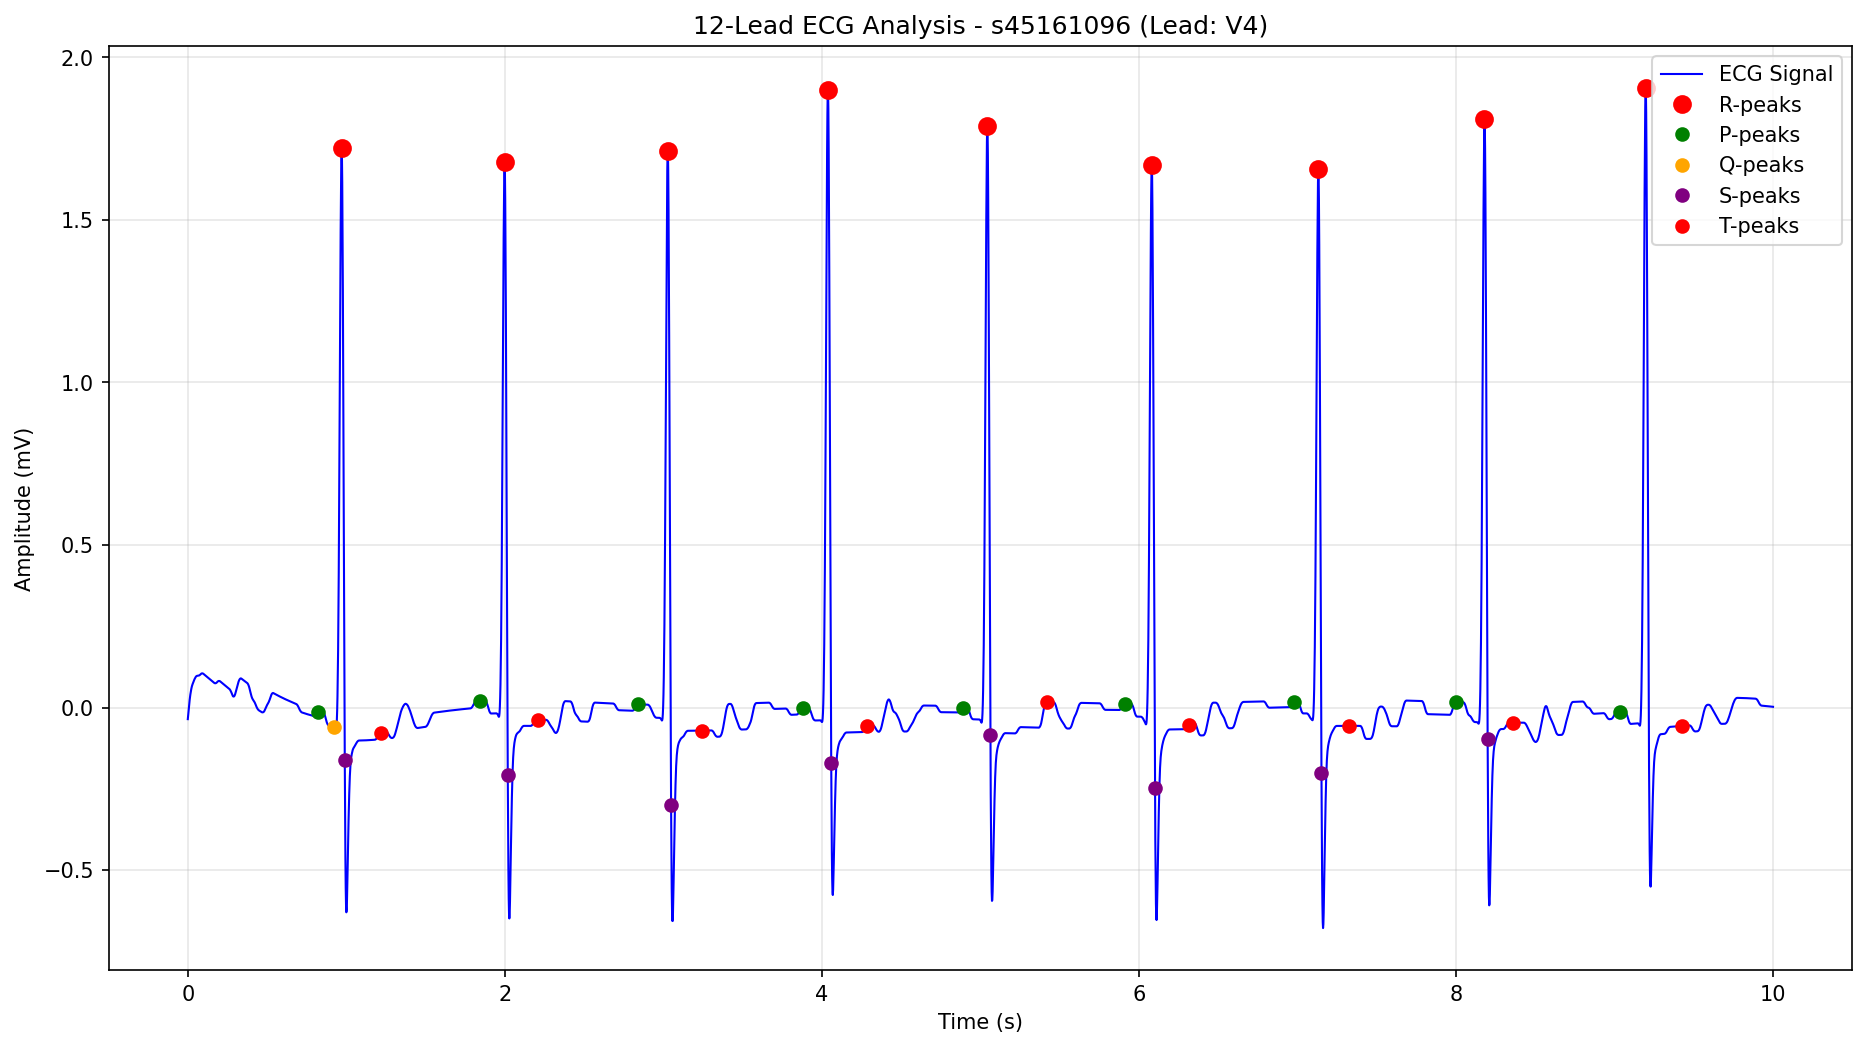 12-Lead ECG Analysis - s45161096 (Lead: V4)
ECG Signal
R-peaks
P-peaks
Q-peaks
S-peaks
T-peaks
Amplitude (mV)
2.0
1.5
1.0
0.5
0.0
−0.5
0 2 4 6 8 10
Time (s)